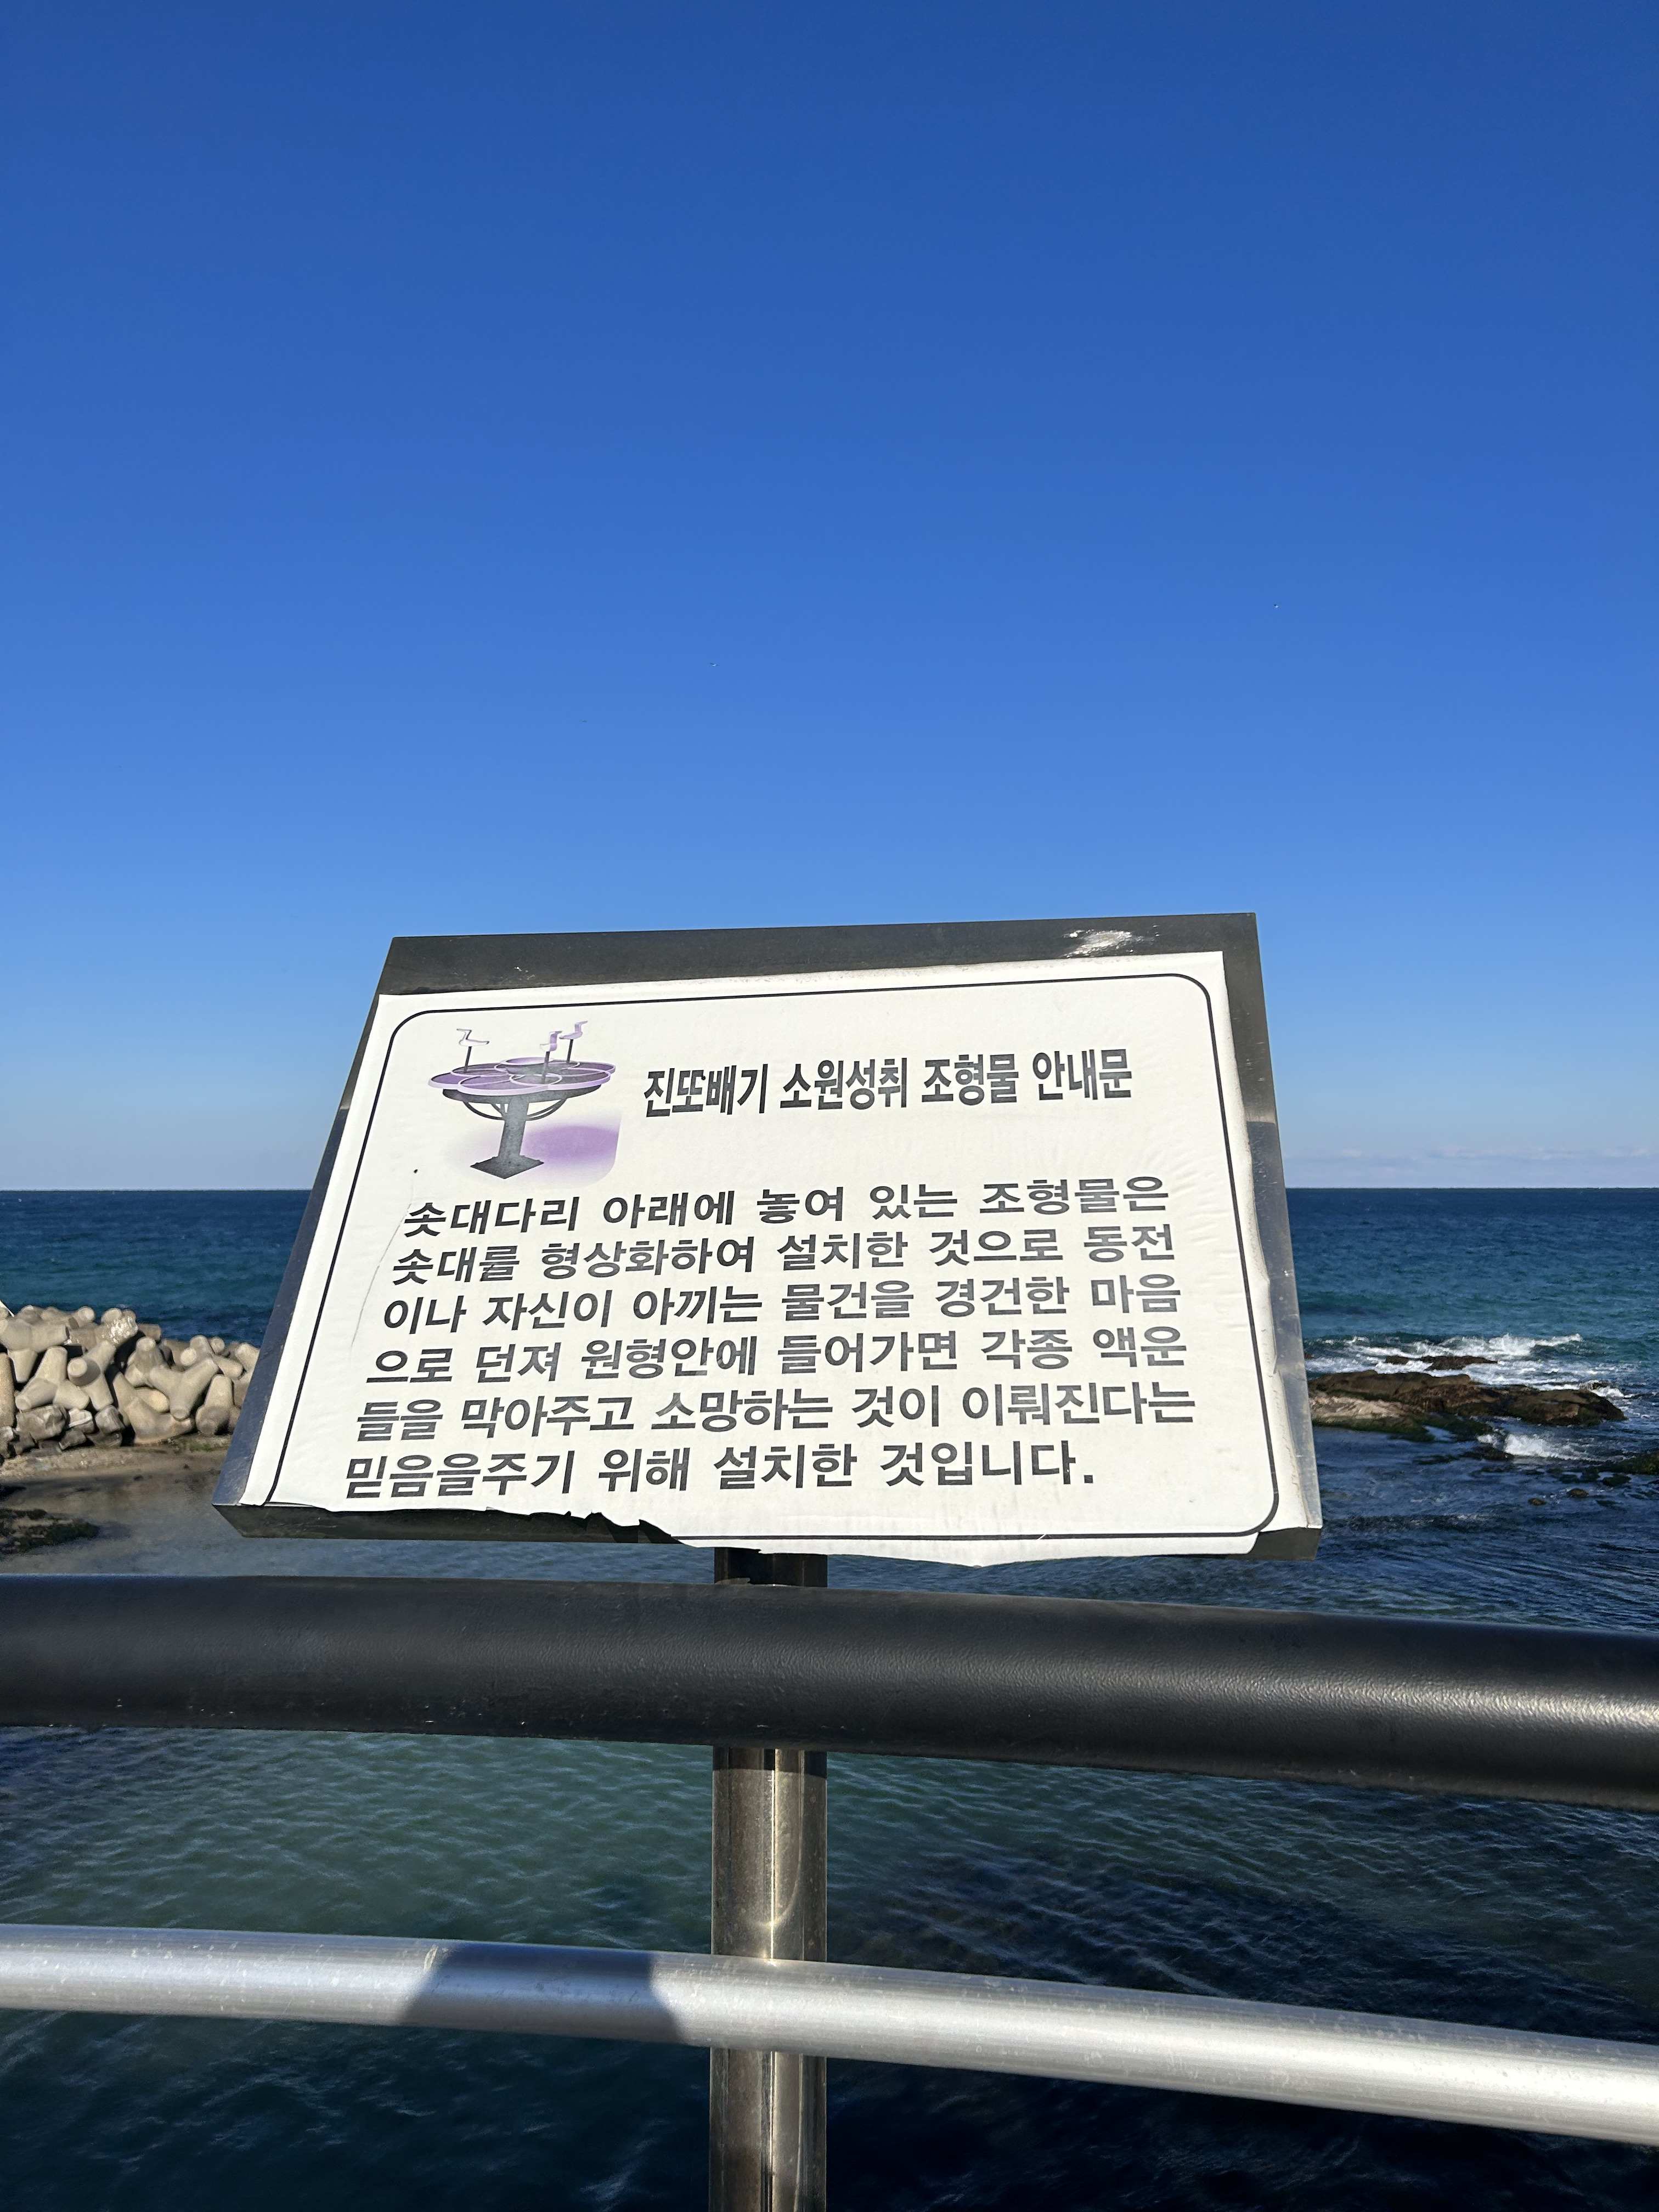 진또배기 소원성취 조형물 안내문
솟대다리 아래에 놓여 있는 조형물은
솟대를 형상화하여 설치한 것으로 동전
이나 자신이 아끼는 물건을 경건한 마음
으로 던져 원형안에 들어가면 각종 액운
들을 막아주고 소망하는 것이 이뤄진다는
믿음을주기 위해 설치한 것입니다.